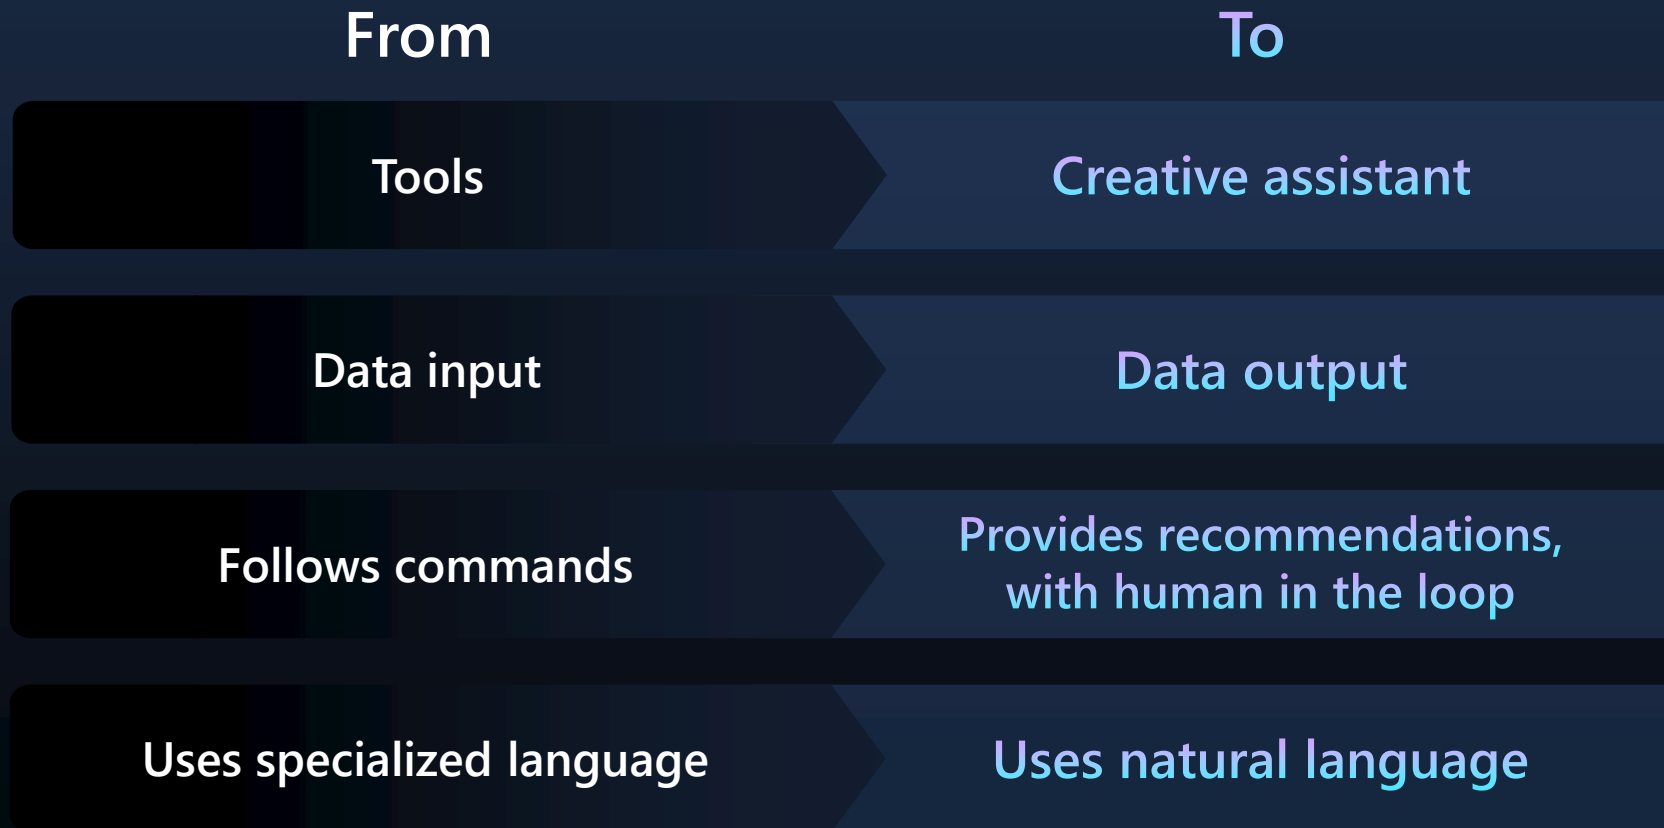 From
To
Tools
Creative assistant
Data input
Data output
Follows commands
Provides recommendations,
with human in the loop
Uses specialized language
Uses natural language